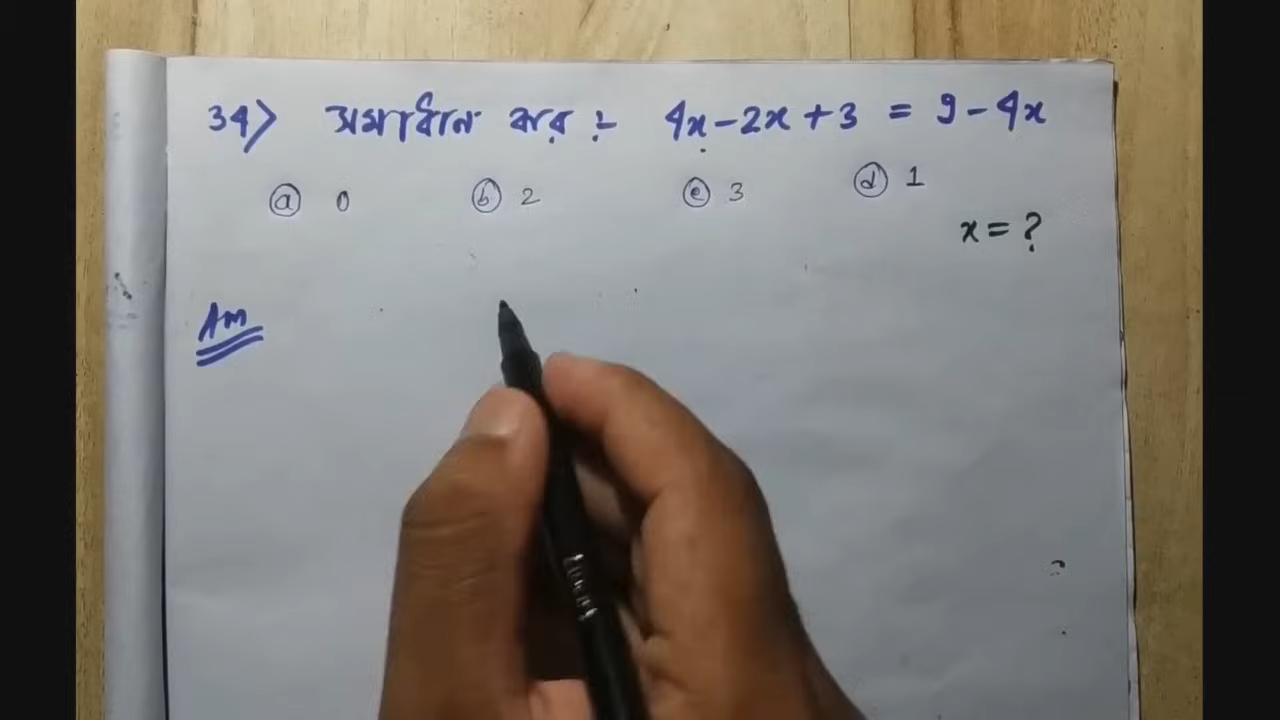 34> সমাধান কর :- 4x - 2x + 3 = 9 - 4x
(a) 0 (b) 2 (c) 3 (d) 1
x = ?
Ans